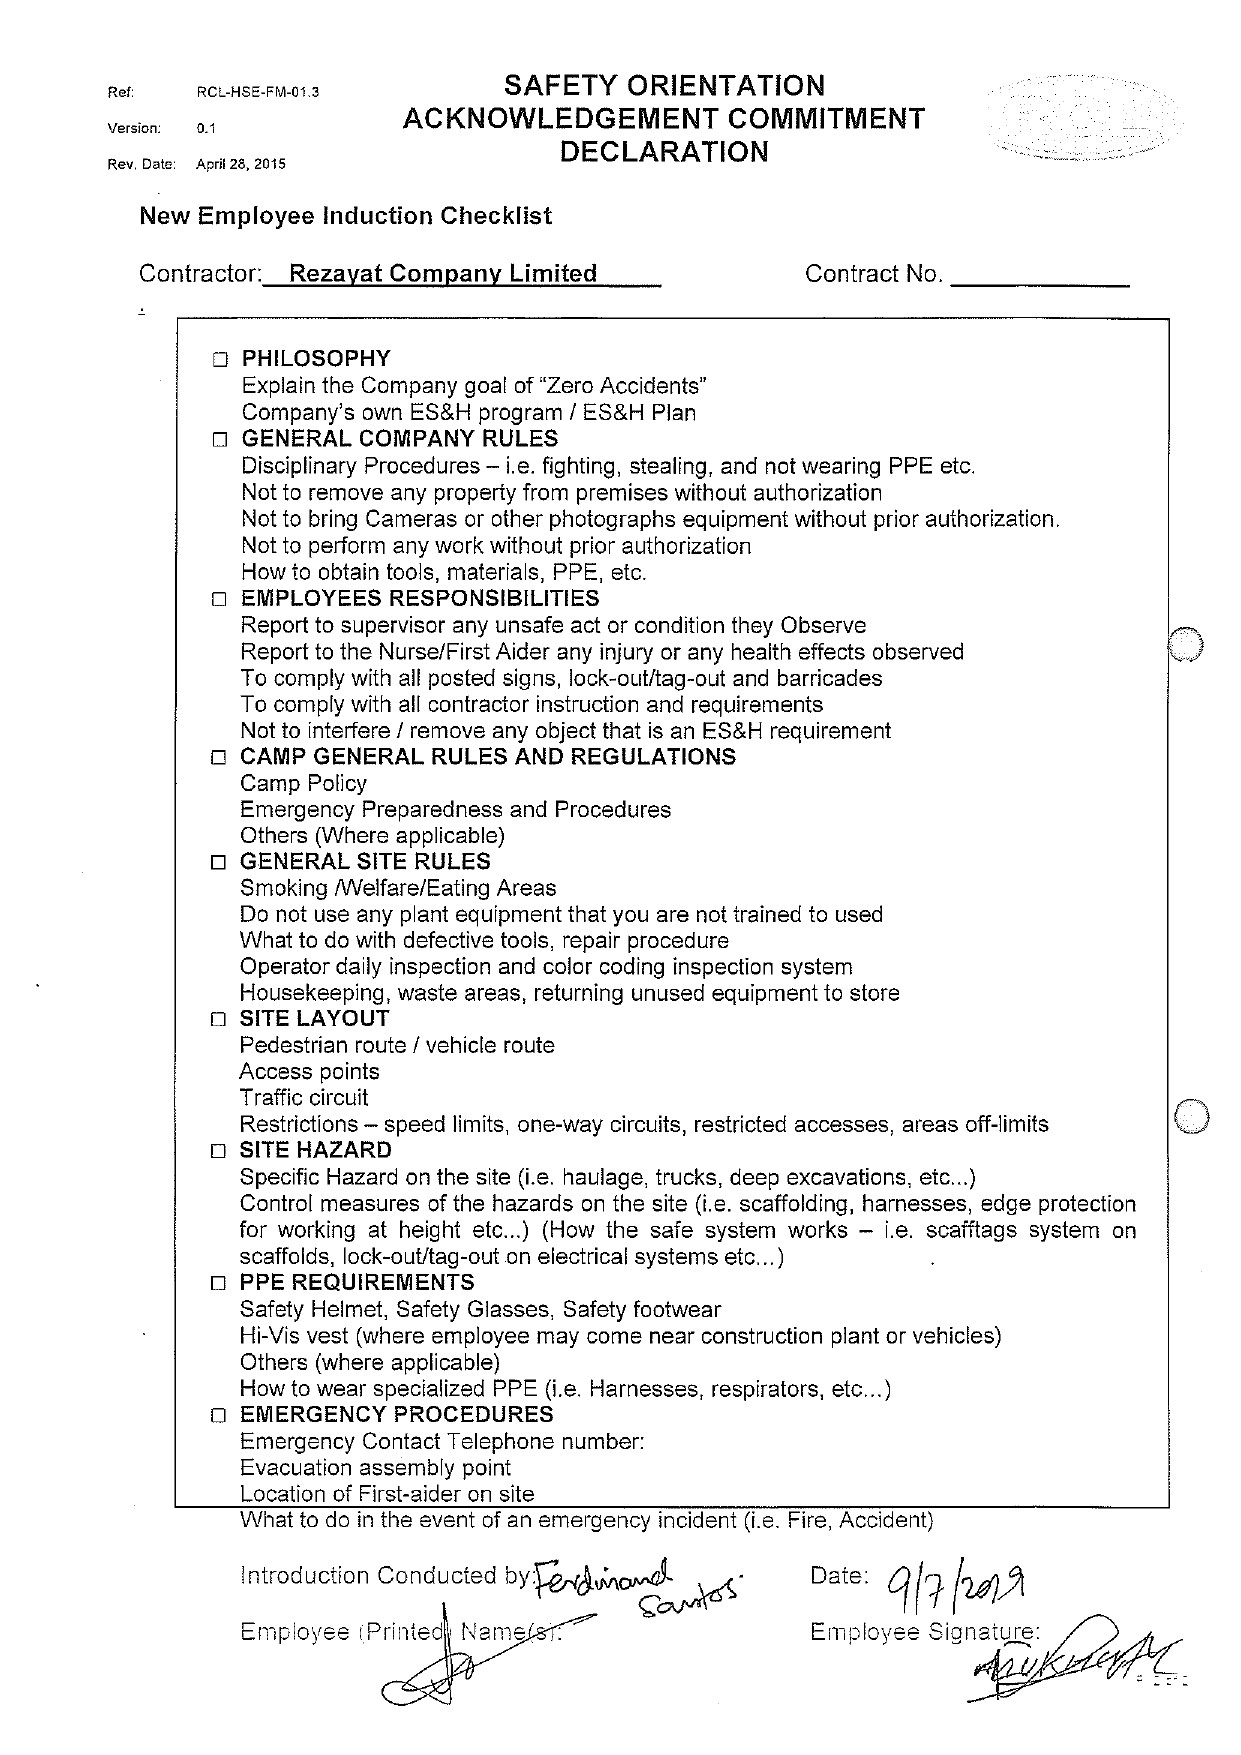 Ref: RCL-HSE-FM-01.3
Version: 0.1
Rev. Date: April 28, 2015
SAFETY ORIENTATION
ACKNOWLEDGEMENT COMMITMENT
DECLARATION
New Employee Induction Checklist
Contractor: Rezayat Company Limited Contract No.
☐ PHILOSOPHY
Explain the Company goal of “Zero Accidents”
Company's own ES&H program / ES&H Plan
☐ GENERAL COMPANY RULES
Disciplinary Procedures – i.e. fighting, stealing, and not wearing PPE etc.
Not to remove any property from premises without authorization
Not to bring Cameras or other photographs equipment without prior authorization.
Not to perform any work without prior authorization
How to obtain tools, materials, PPE, etc.
☐ EMPLOYEES RESPONSIBILITIES
Report to supervisor any unsafe act or condition they Observe
Report to the Nurse/First Aider any injury or any health effects observed
To comply with all posted signs, lock-out/tag-out and barricades
To comply with all contractor instruction and requirements
Not to interfere / remove any object that is an ES&H requirement
☐ CAMP GENERAL RULES AND REGULATIONS
Camp Policy
Emergency Preparedness and Procedures
Others (Where applicable)
☐ GENERAL SITE RULES
Smoking /Welfare/Eating Areas
Do not use any plant equipment that you are not trained to used
What to do with defective tools, repair procedure
Operator daily inspection and color coding inspection system
Housekeeping, waste areas, returning unused equipment to store
☐ SITE LAYOUT
Pedestrian route / vehicle route
Access points
Traffic circuit
Restrictions – speed limits, one-way circuits, restricted accesses, areas off-limits
☐ SITE HAZARD
Specific Hazard on the site (i.e. haulage, trucks, deep excavations, etc...)
Control measures of the hazards on the site (i.e. scaffolding, harnesses, edge protection
for working at height etc...) (How the safe system works – i.e. scafftags system on
scaffolds, lock-out/tag-out on electrical systems etc...)
☐ PPE REQUIREMENTS
Safety Helmet, Safety Glasses, Safety footwear
Hi-Vis vest (where employee may come near construction plant or vehicles)
Others (where applicable)
How to wear specialized PPE (i.e. Harnesses, respirators, etc...)
☐ EMERGENCY PROCEDURES
Emergency Contact Telephone number:
Evacuation assembly point
Location of First-aider on site
What to do in the event of an emergency incident (i.e. Fire, Accident)
Introduction Conducted by: Ferdinand Santos Date: 9/7/2019
Employee (Printed) Name(s): Employee Signature: